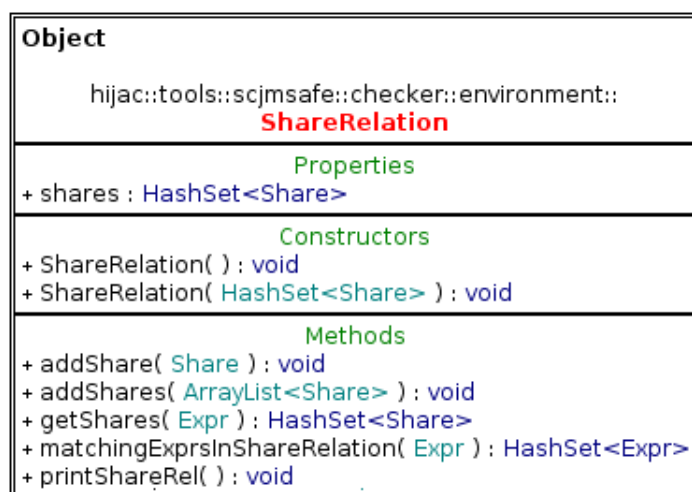 Object
hijac::tools::scjmsafe::checker::environment::
ShareRelation
Properties
+ shares : HashSet<Share>
Constructors
+ ShareRelation( ) : void
+ ShareRelation( HashSet<Share> ) : void
Methods
+ addShare( Share ) : void
+ addShares( ArrayList<Share> ) : void
+ getShares( Expr ) : HashSet<Share>
+ matchingExprsInShareRelation( Expr ) : HashSet<Expr>
+ printShareRel( ) : void